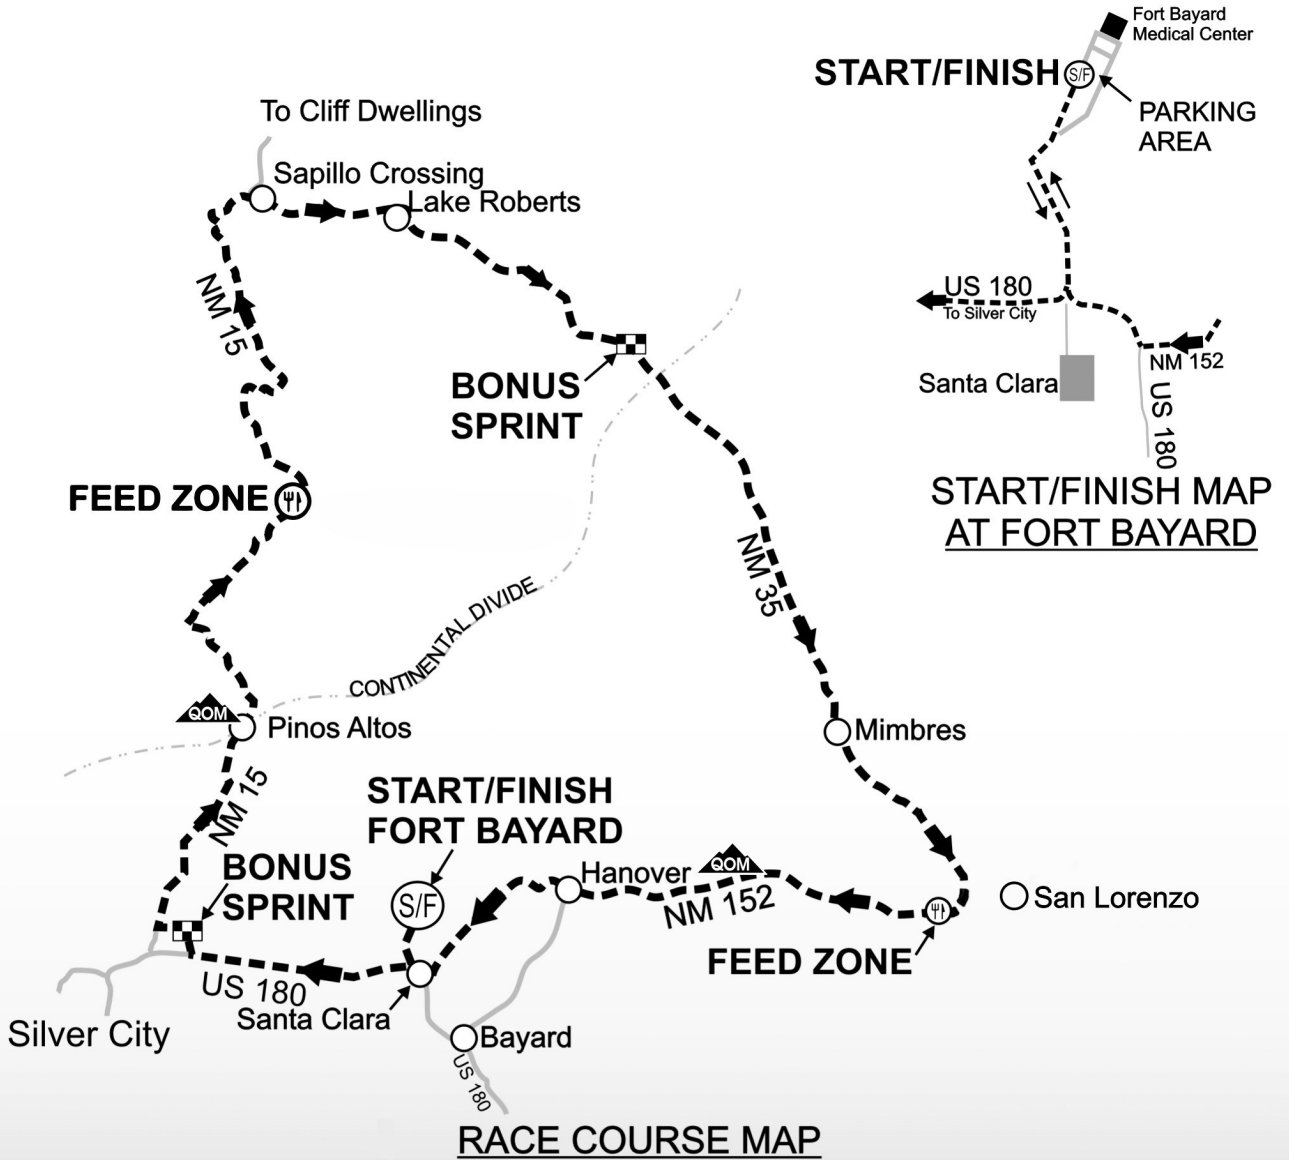 Fort Bayard
Medical Center
START/FINISH
S/F
PARKING
AREA
To Cliff Dwellings
Sapillo Crossing
Lake Roberts
NM 15
US 180
To Silver City
NM 152
Santa Clara
US 180
BONUS
SPRINT
FEED ZONE
START/FINISH MAP
AT FORT BAYARD
NM 35
CONTINENTAL DIVIDE
QOM
Pinos Altos
Mimbres
NM 15
START/FINISH
FORT BAYARD
BONUS
SPRINT
S/F
Hanover
QOM
NM 152
San Lorenzo
FEED ZONE
US 180
Santa Clara
Silver City
Bayard
US 180
RACE COURSE MAP